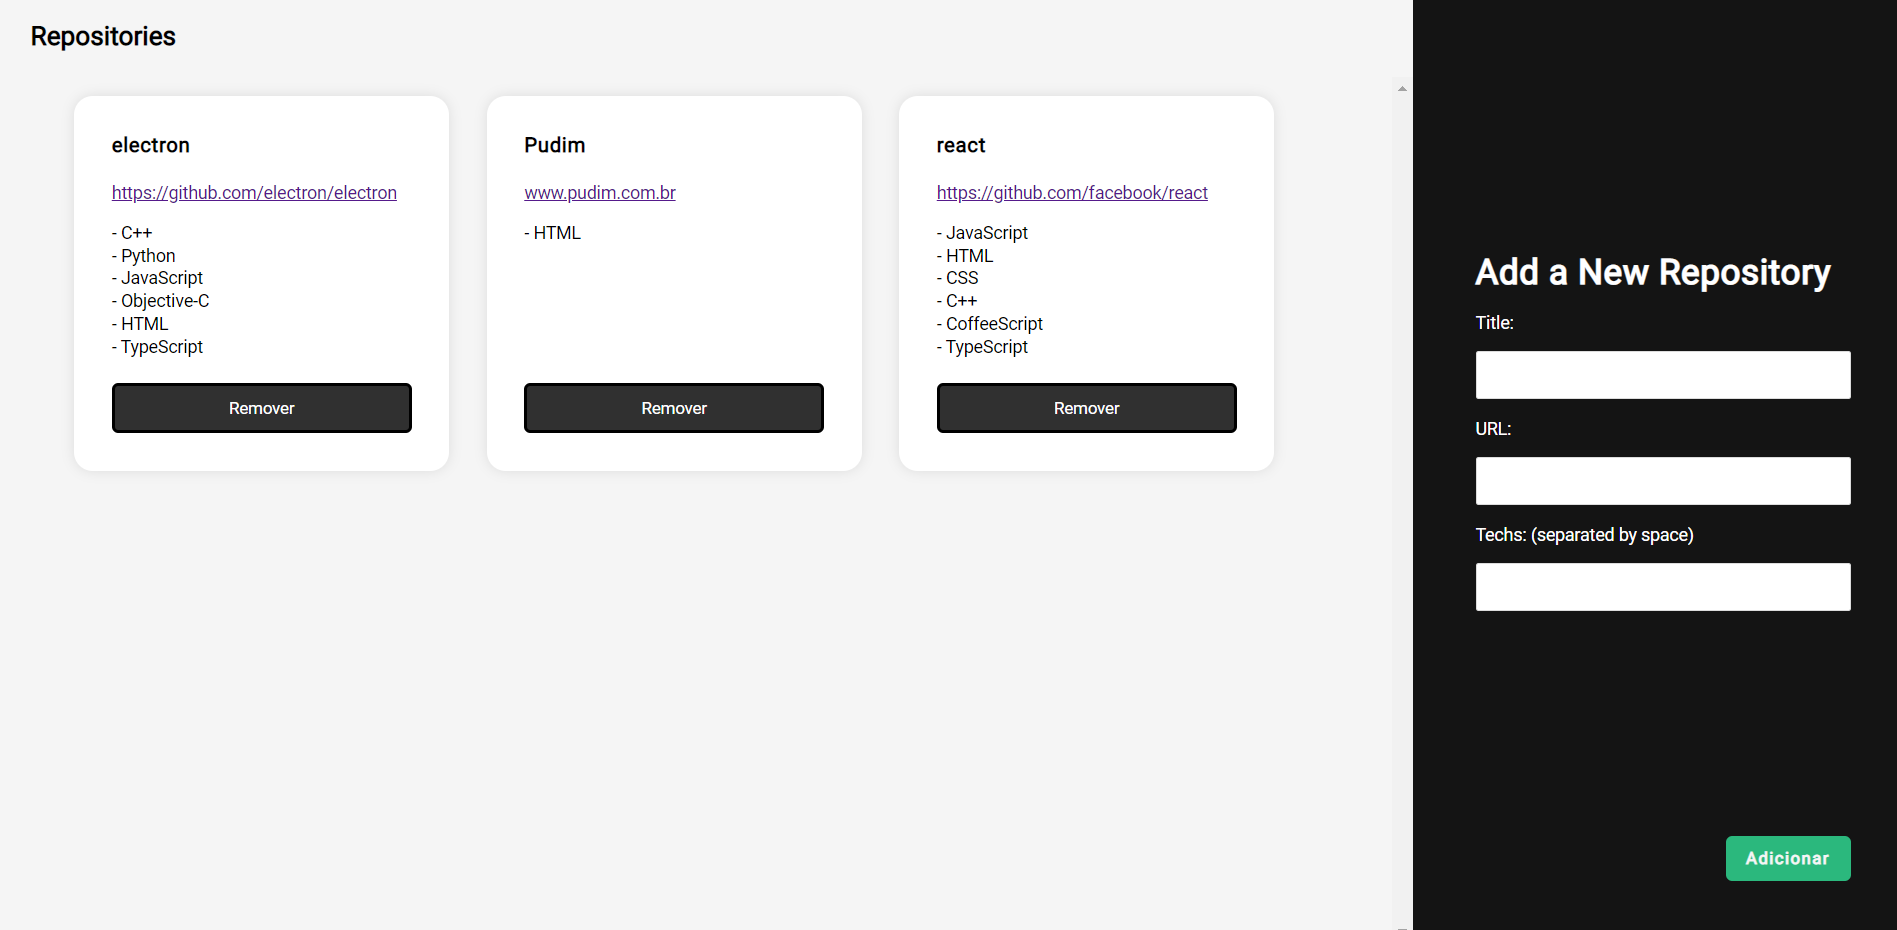 Repositories
electron
https://github.com/electron/electron
- C++
- Python
- JavaScript
- Objective-C
- HTML
- TypeScript
Remover
Pudim
www.pudim.com.br
- HTML
Remover
react
https://github.com/facebook/react
- JavaScript
- HTML
- CSS
- C++
- CoffeeScript
- TypeScript
Remover
Add a New Repository
Title:
URL:
Techs: (separated by space)
Adicionar